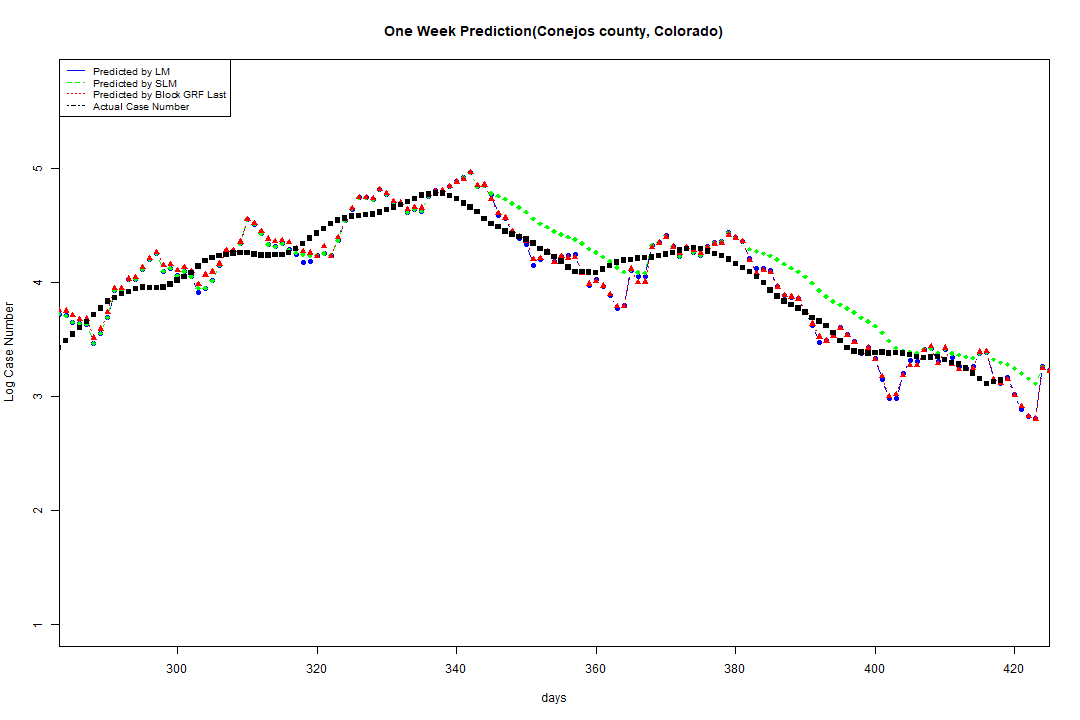 One Week Prediction(Conejos county, Colorado)
Predicted by LM
Predicted by SLM
Predicted by Block GRF Last
Actual Case Number
5
4
3
2
1
Log Case Number
300 320 340 360 380 400 420
days